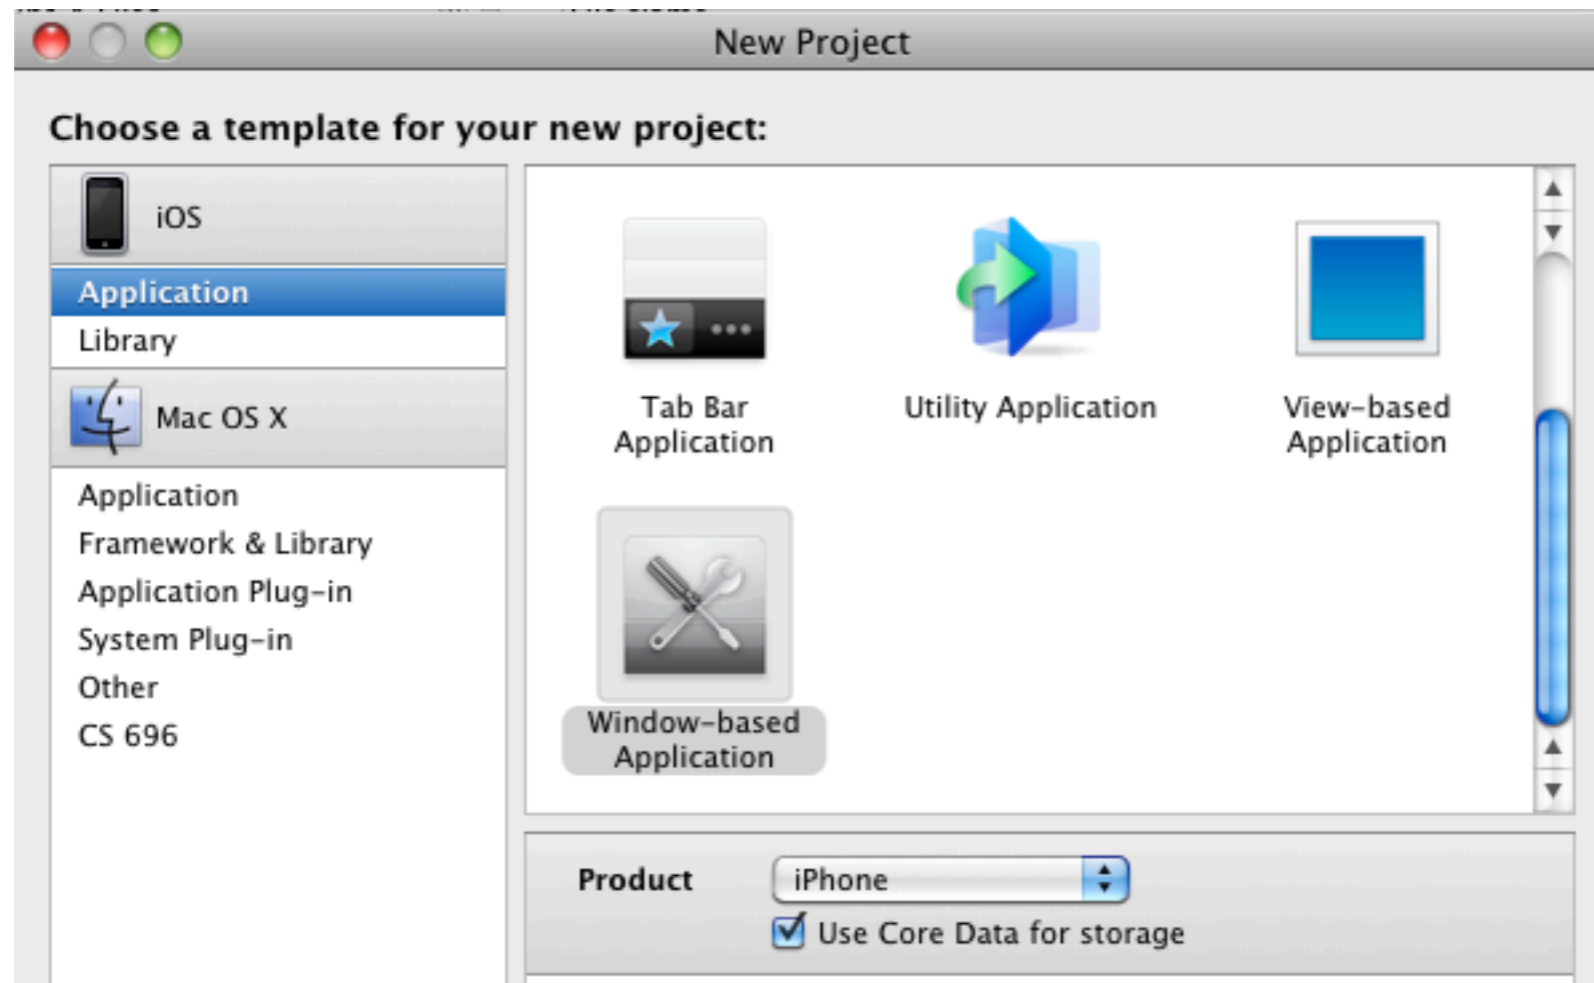 New Project
Choose a template for your new project:
iOS
Application
Library
Mac OS X
Application
Framework & Library
Application Plug-in
System Plug-in
Other
CS 696
Tab Bar
Application
Utility Application
View-based
Application
Window-based
Application
Product
iPhone
Use Core Data for storage